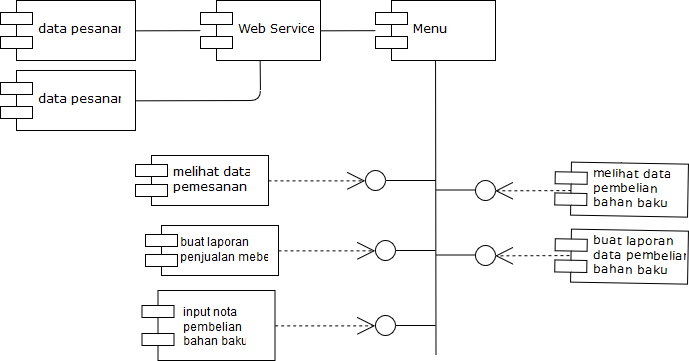 data pesanan
Web Service
Menu
data pesanan
melihat data
pemesanan
melihat data
pembelian
bahan baku
buat laporan
penjualan mebe
buat laporan
data pembelian
bahan baku
input nota
pembelian
bahan baku